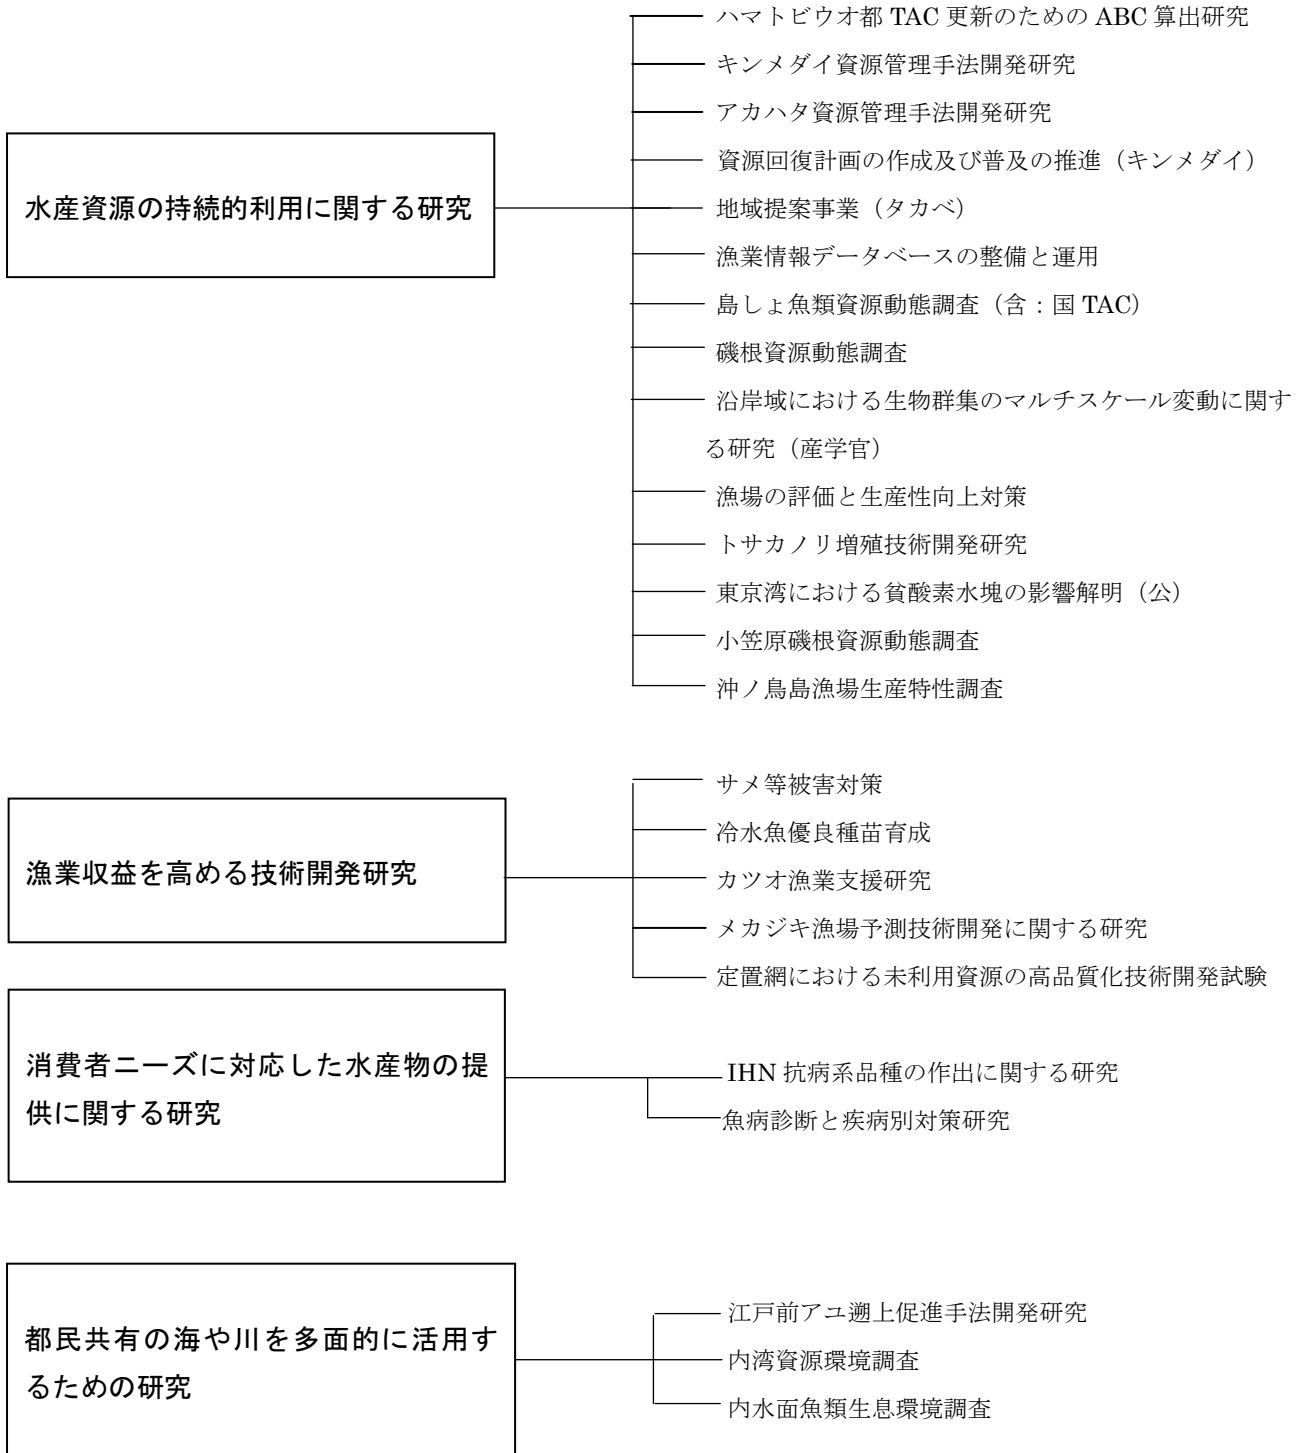 水産資源の持続的利用に関する研究
ハマトビウオ都 TAC 更新のための ABC 算出研究
キンメダイ資源管理手法開発研究
アカハタ資源管理手法開発研究
資源回復計画の作成及び普及の推進（キンメダイ）
地域提案事業（タカベ）
漁業情報データベースの整備と運用
島しょ魚類資源動態調査（含：国 TAC）
磯根資源動態調査
沿岸域における生物群集のマルチスケール変動に関す
る研究（産学官）
漁場の評価と生産性向上対策
トサカノリ増殖技術開発研究
東京湾における貧酸素水塊の影響解明（公）
小笠原磯根資源動態調査
沖ノ鳥島漁場生産特性調査
漁業収益を高める技術開発研究
サメ等被害対策
冷水魚優良種苗育成
カツオ漁業支援研究
メカジキ漁場予測技術開発に関する研究
定置網における未利用資源の高品質化技術開発試験
消費者ニーズに対応した水産物の提
供に関する研究
IHN 抗病系品種の作出に関する研究
魚病診断と疾病別対策研究
都民共有の海や川を多面的に活用す
るための研究
江戸前アユ遡上促進手法開発研究
内湾資源環境調査
内水面魚類生息環境調査